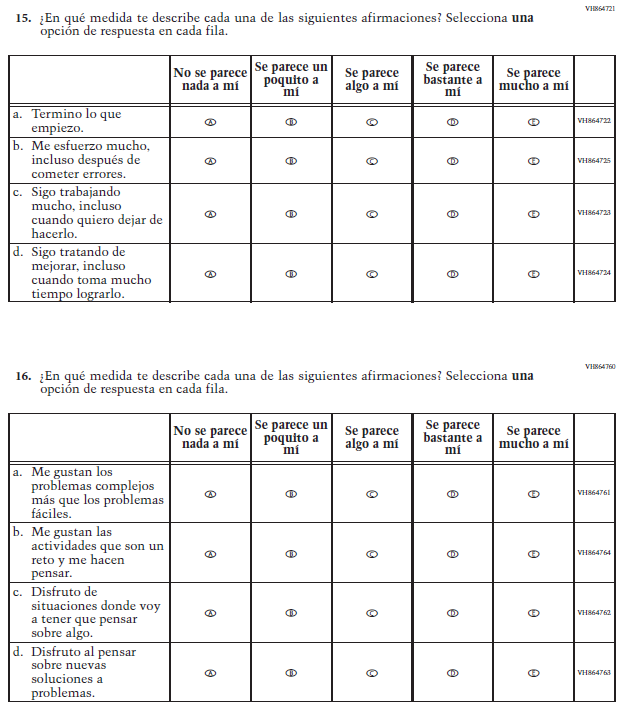 VH864721
15. ¿En qué medida te describe cada una de las siguientes afirmaciones? Selecciona una
opción de respuesta en cada fila.
No se parece
nada a mí
Se parece un
poquito a
mí
Se parece
algo a mí
Se parece
bastante a
mí
Se parece
mucho a mí
a. Termino lo que
empiezo.
A B C D E VH864722
b. Me esfuerzo mucho,
incluso después de
cometer errores.
A B C D E VH864725
c. Sigo trabajando
mucho, incluso
cuando quiero dejar de
hacerlo.
A B C D E VH864723
d. Sigo tratando de
mejorar, incluso
cuando toma mucho
tiempo lograrlo.
A B C D E VH864724
VH864760
16. ¿En qué medida te describe cada una de las siguientes afirmaciones? Selecciona una
opción de respuesta en cada fila.
No se parece
nada a mí
Se parece un
poquito a
mí
Se parece
algo a mí
Se parece
bastante a
mí
Se parece
mucho a mí
a. Me gustan los
problemas complejos
más que los problemas
fáciles.
A B C D E VH864761
b. Me gustan las
actividades que son un
reto y me hacen
pensar.
A B C D E VH864764
c. Disfruto de
situaciones donde voy
a tener que pensar
sobre algo.
A B C D E VH864762
d. Disfruto al pensar
sobre nuevas
soluciones a
problemas.
A B C D E VH864763